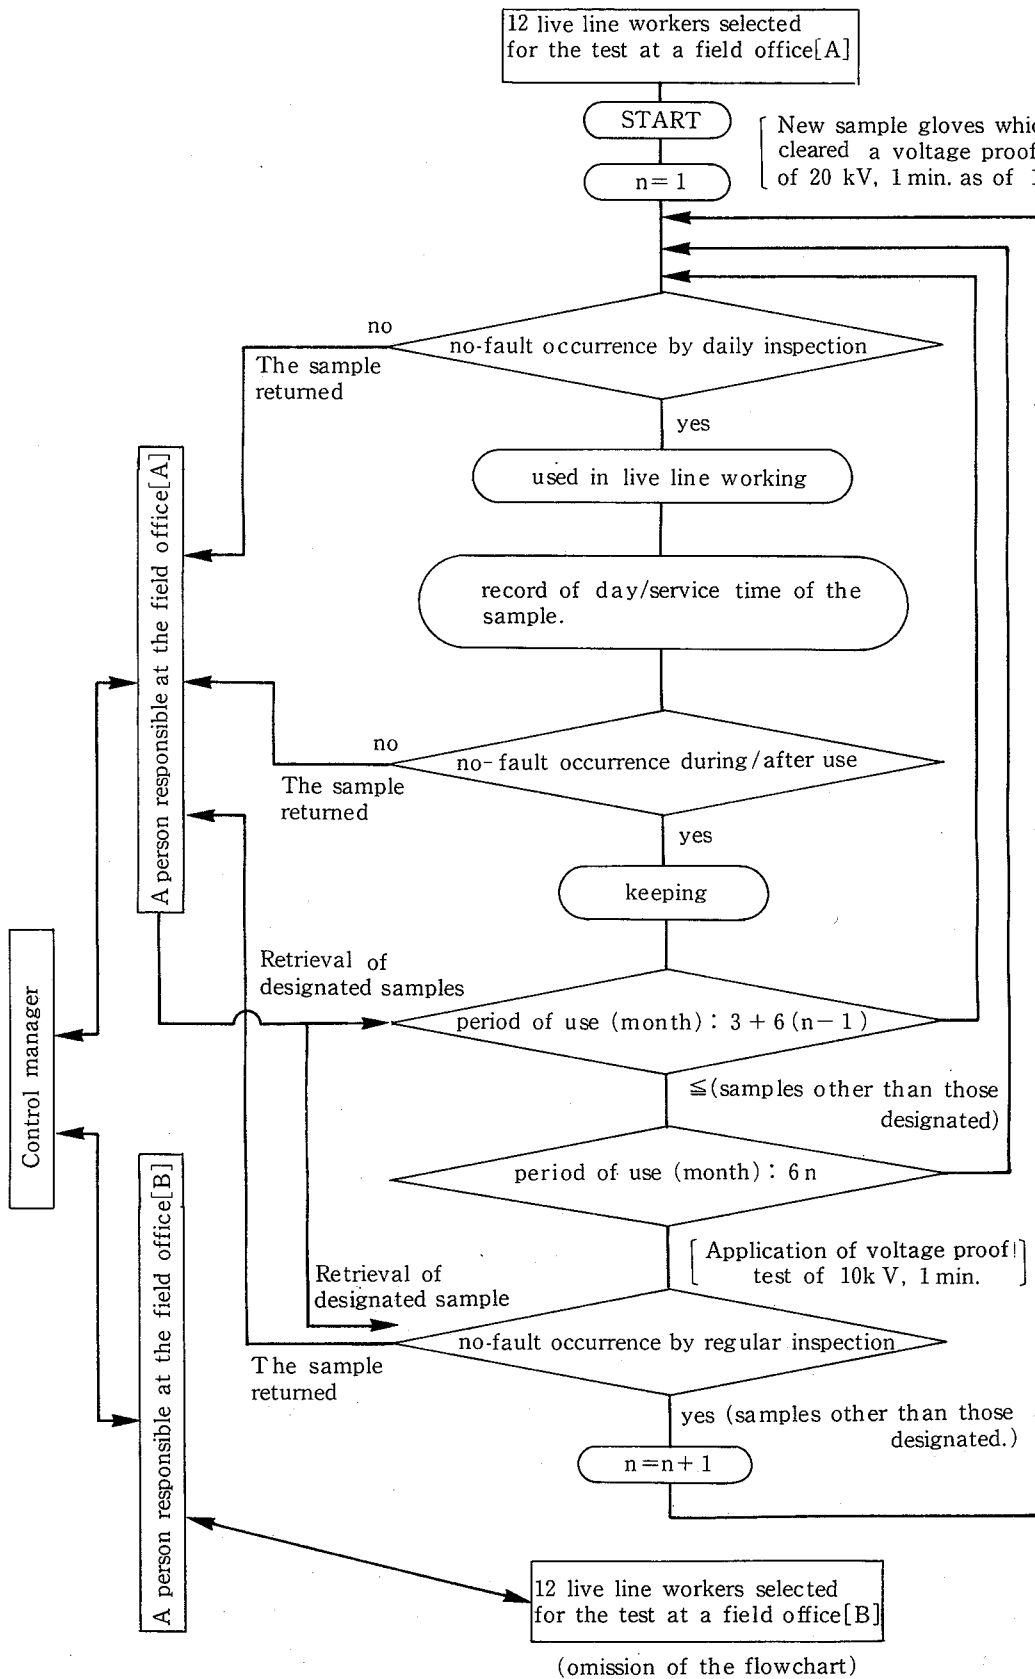 12 live line workers selected
for the test at a field office[A]
START
New sample gloves
cleared a voltage proof
of 20 kV, 1 min. as of
n=1
no
no-fault occurrence by daily inspection
The sample
returned
yes
used in live line working
A person responsible at the field office[A]
record of day/service time of the
sample.
no
no-fault occurrence during/after use
The sample
returned
yes
keeping
Retrieval of
designated samples
period of use (month): 3+6(n-1)
Control manager
≦(samples other than those
designated)
period of use (month): 6n
Application of voltage proof
test of 10kV, 1min.
Retrieval of
designated sample
no-fault occurrence by regular inspection
The sample
returned
yes (samples other than those
designated.)
n=n+1
A person responsible at the field office[B]
12 live line workers selected
for the test at a field office[B]
(omission of the flowchart)